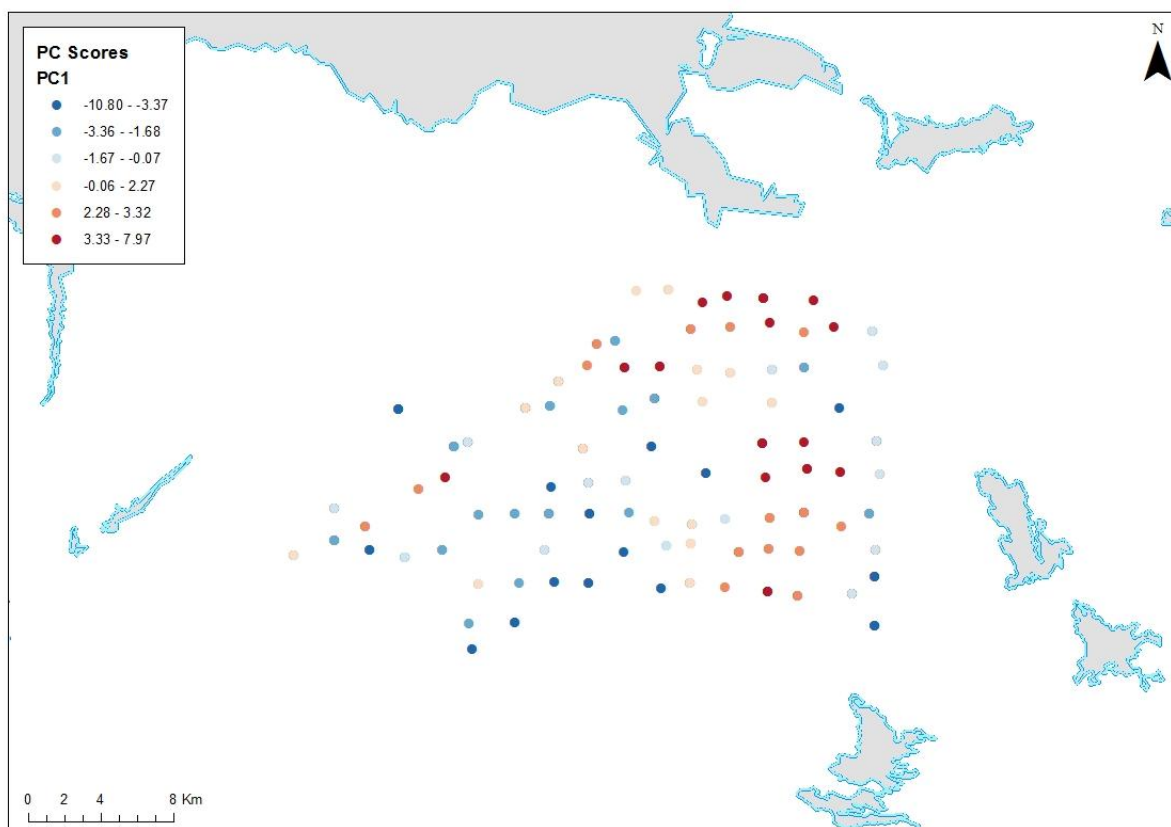 PC Scores
PC1
-10.80 - -3.37
-3.36 - -1.68
-1.67 - -0.07
-0.06 - 2.27
2.28 - 3.32
3.33 - 7.97
N
0 2 4 8 Km